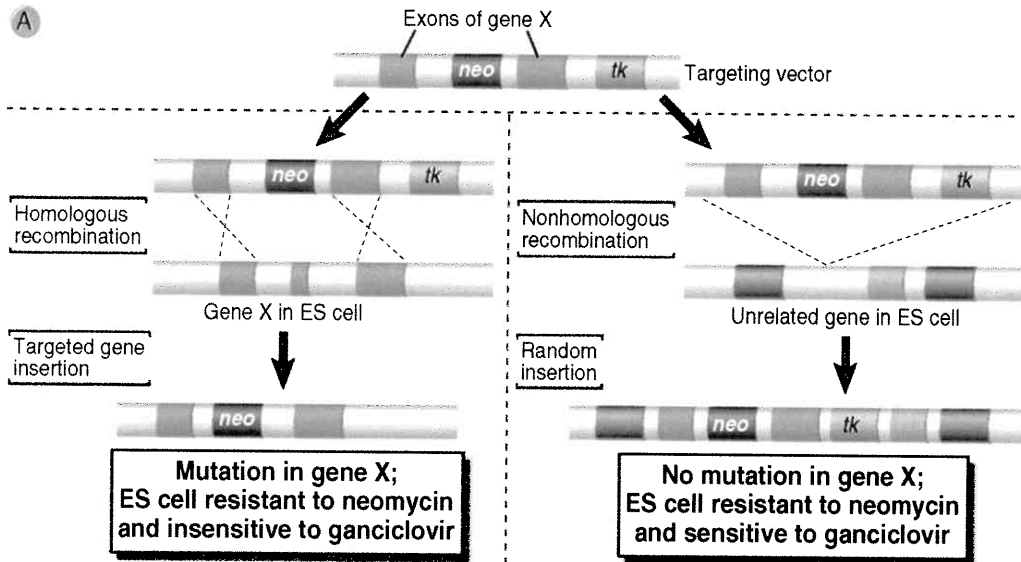 A
Exons of gene X
neo
tk
Targeting vector
neo
tk
Homologous
recombination
Gene X in ES cell
Targeted gene
insertion
neo
Mutation in gene X;
ES cell resistant to neomycin
and insensitive to ganciclovir
neo
tk
Nonhomologous
recombination
Unrelated gene in ES cell
Random
insertion
neo
tk
No mutation in gene X;
ES cell resistant to neomycin
and sensitive to ganciclovir